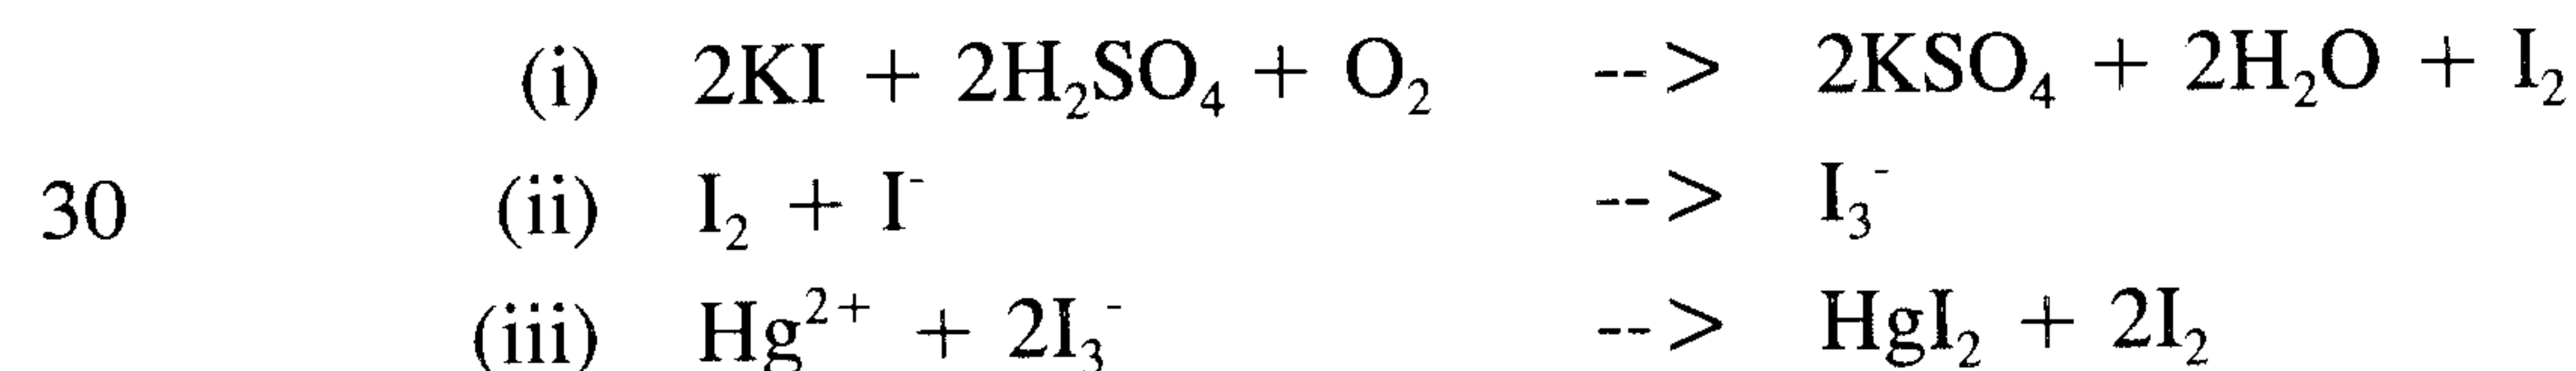 (i) 2KI + 2H₂SO₄ + O₂ --> 2KSO₄ + 2H₂O + I₂
30 (ii) I₂ + I⁻ --> I₃⁻
(iii) Hg²⁺ + 2I₃⁻ --> HgI₂ + 2I₂